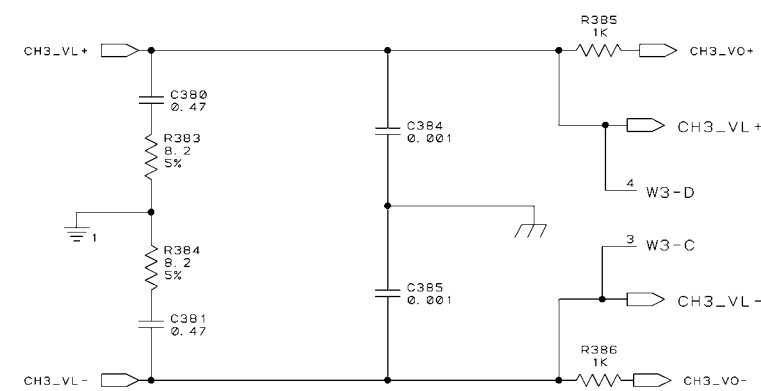 R385
1K
CH3_VL+
CH3_VO+
C380
0.47
C384
0.001
CH3_VL+
R383
8.2
5%
4 W3-D
1
3 W3-C
R384
8.2
5%
C385
0.001
CH3_VL-
C381
0.47
R386
1K
CH3_VL-
CH3_VO-